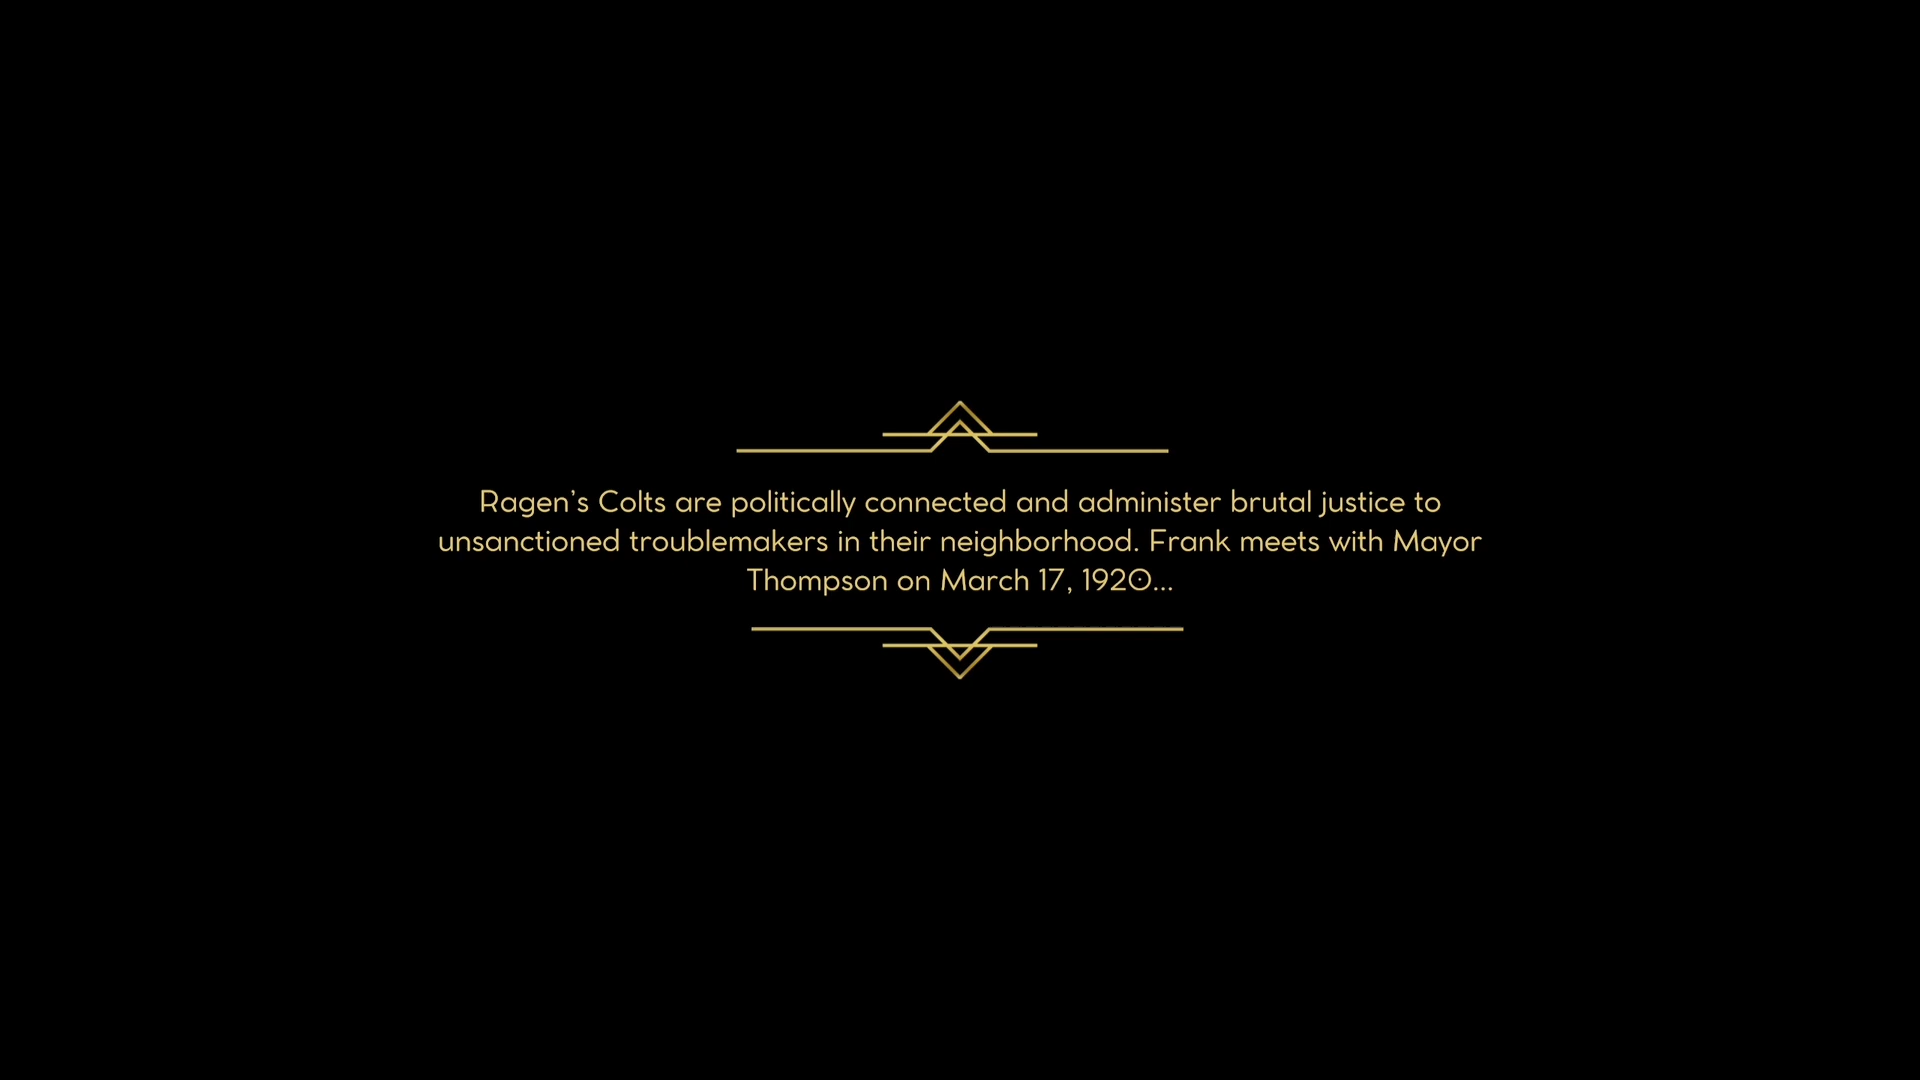 Ragen's Colts are politically connected and administer brutal justice to
unsanctioned troublemakers in their neighborhood. Frank meets with Mayor
Thompson on March 17, 1920...